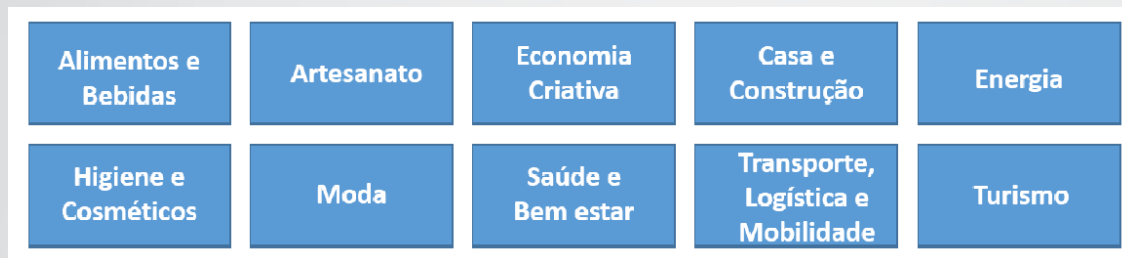 Alimentos e
Bebidas
Artesanato
Economia
Criativa
Casa e
Construção
Energia
Higiene e
Cosméticos
Moda
Saúde e
Bem estar
Transporte,
Logística e
Mobilidade
Turismo